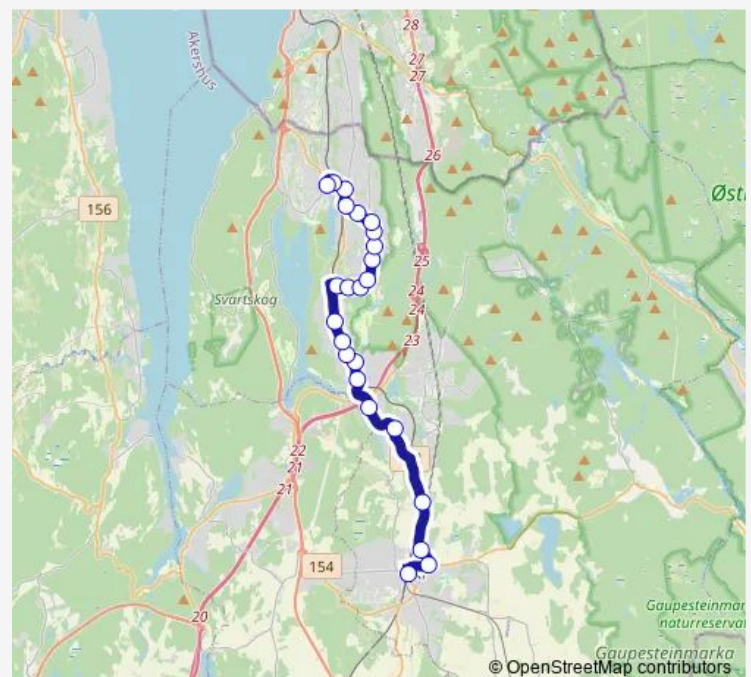 28
Akershus
27
27
26
156
Øst
25
Svartskog
24
24
23
22
21
21
154
20
Gaupesteinmar
naturreservat
Gaupesteinmarka
© OpenStreetMap contributors